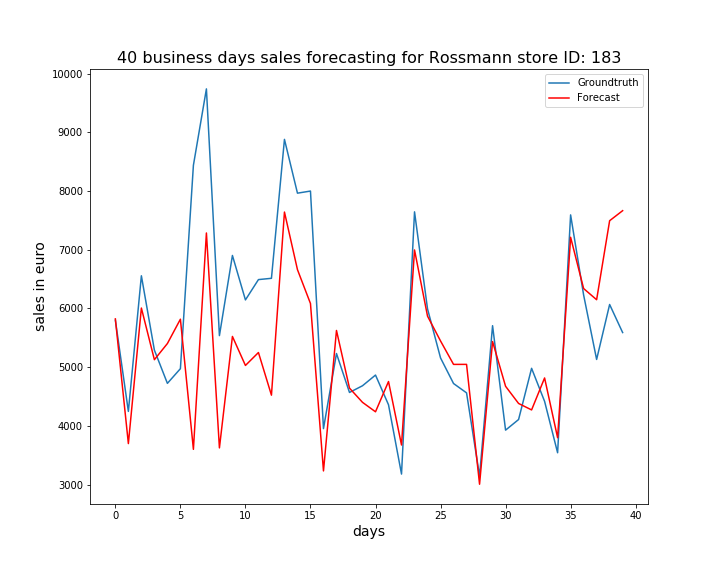 40 business days sales forecasting for Rossmann store ID: 183
Groundtruth
Forecast
10000
9000
8000
7000
6000
5000
4000
3000
sales in euro
0 5 10 15 20 25 30 35 40
days